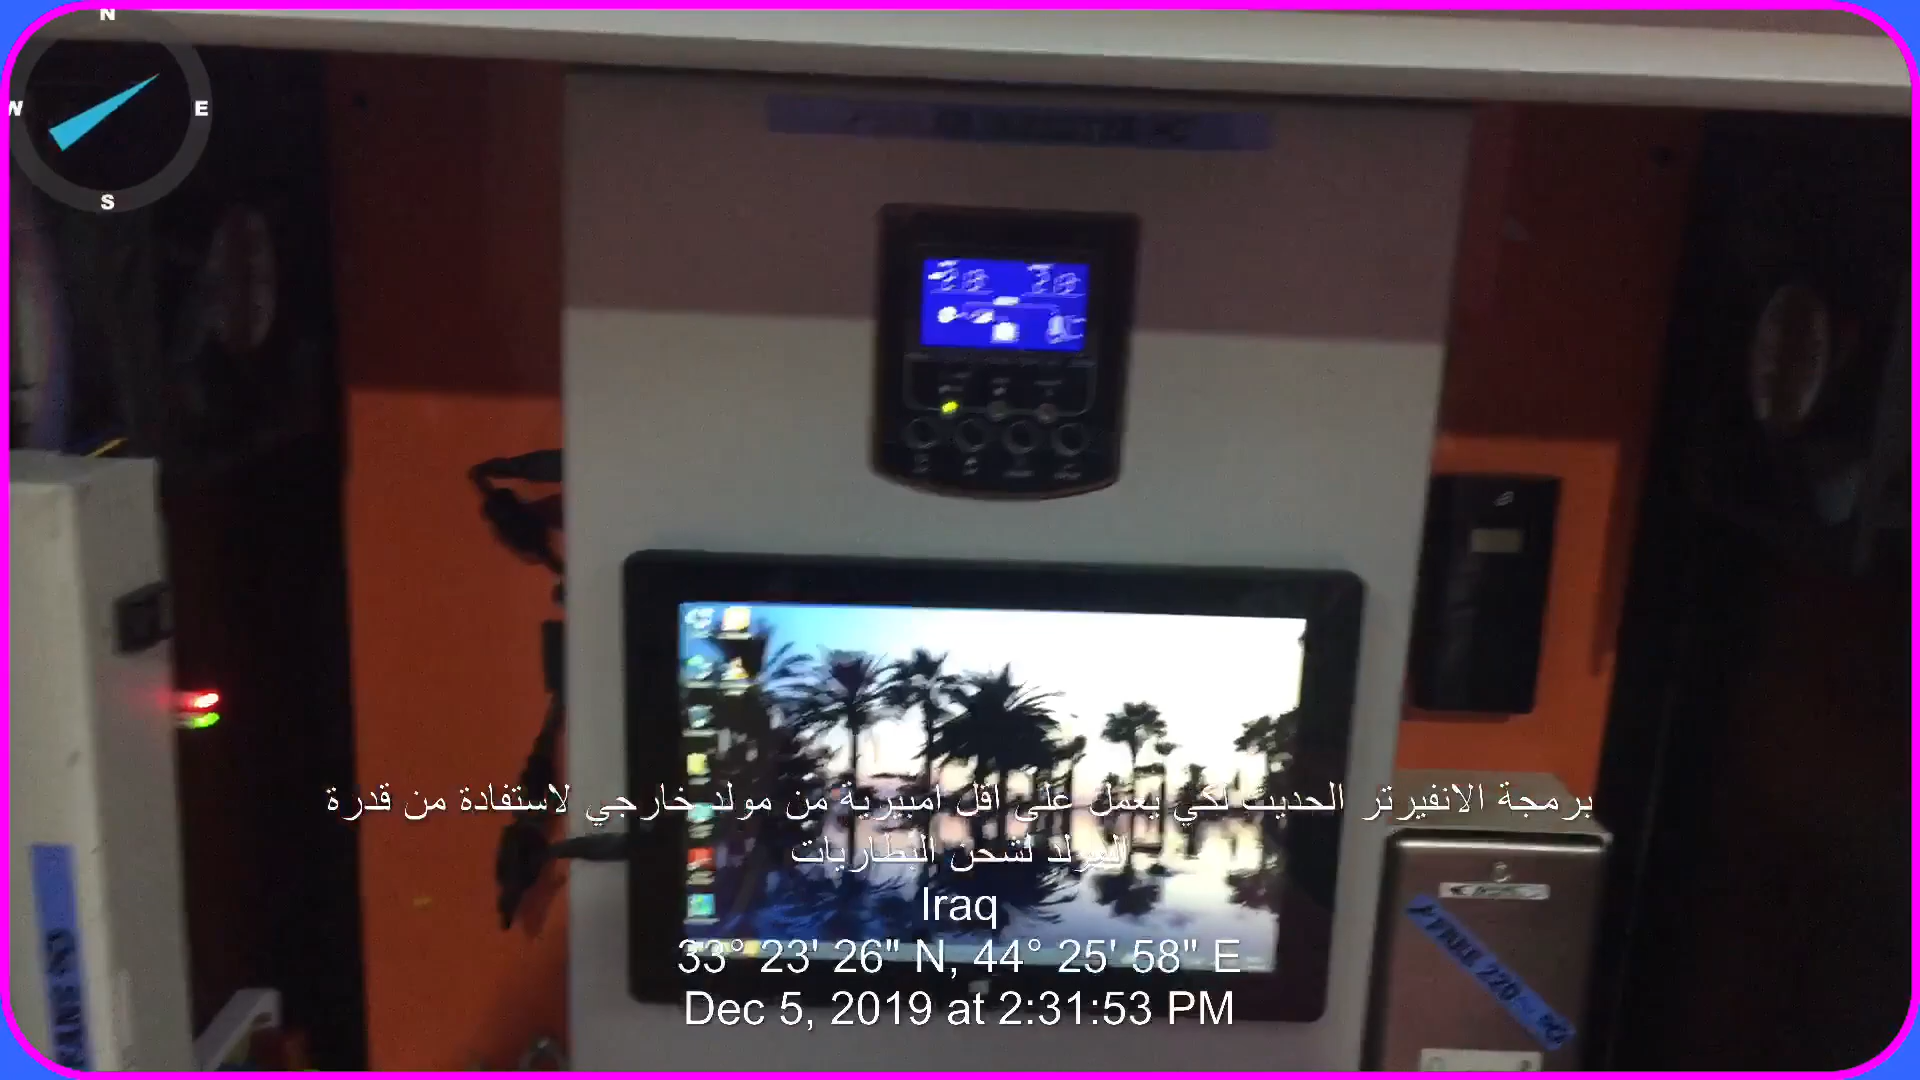 N
W
E
S
برمجة الانفيرتر الحديث لكي يعمل على اقل امبيرية من مولد خارجي لاستفادة من قدرة
المولد لشحن البطاريات
Iraq
33° 23' 26" N, 44° 25' 58" E
Dec 5, 2019 at 2:31:53 PM
220